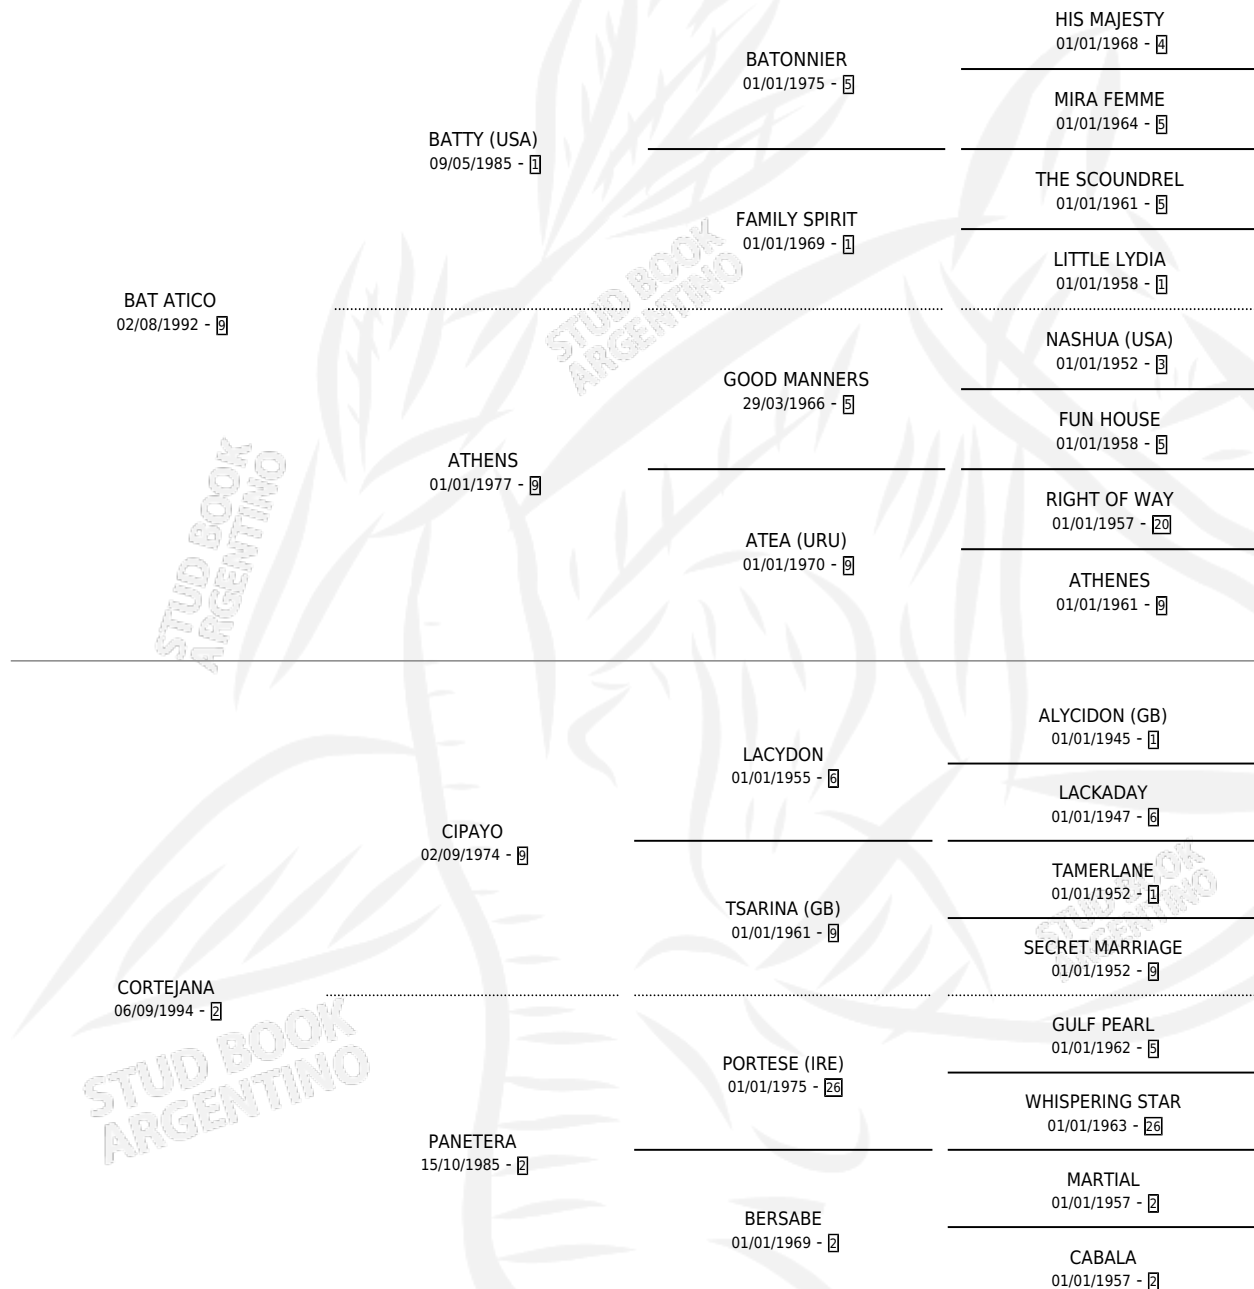 HIS MAJESTY
01/01/1968 - 4
BATONNIER
01/01/1975 - 5
MIRA FEMME
01/01/1964 - 5
BATTY (USA)
09/05/1985 - 1
THE SCOUNDREL
01/01/1961 - 5
FAMILY SPIRIT
01/01/1969 - 1
LITTLE LYDIA
01/01/1958 - 1
BAT ATICO
02/08/1992 - 9
STUD BOOK
ARGENTINO
NASHUA (USA)
01/01/1952 - 3
GOOD MANNERS
29/03/1966 - 5
FUN HOUSE
01/01/1958 - 5
ATHENS
01/01/1977 - 9
RIGHT OF WAY
01/01/1957 - 20
ATEA (URU)
01/01/1970 - 9
ATHENES
01/01/1961 - 9
STUD BOOK
ARGENTINO
ALYCIDON (GB)
01/01/1945 - 1
LACYDON
01/01/1955 - 6
LACKADAY
01/01/1947 - 6
CIPAYO
02/09/1974 - 9
TAMERLANE
01/01/1952 - 1
TSARINA (GB)
01/01/1961 - 9
SECRET MARRIAGE
01/01/1952 - 9
STUD BOOK
ARGENTINO
CORTEJANA
06/09/1994 - 2
GULF PEARL
01/01/1962 - 5
PORTESE (IRE)
01/01/1975 - 26
WHISPERING STAR
01/01/1963 - 26
PANETERA
15/10/1985 - 2
MARTIAL
01/01/1957 - 2
BERSABE
01/01/1969 - 2
CABALA
01/01/1957 - 2
STUD BOOK
ARGENTINO